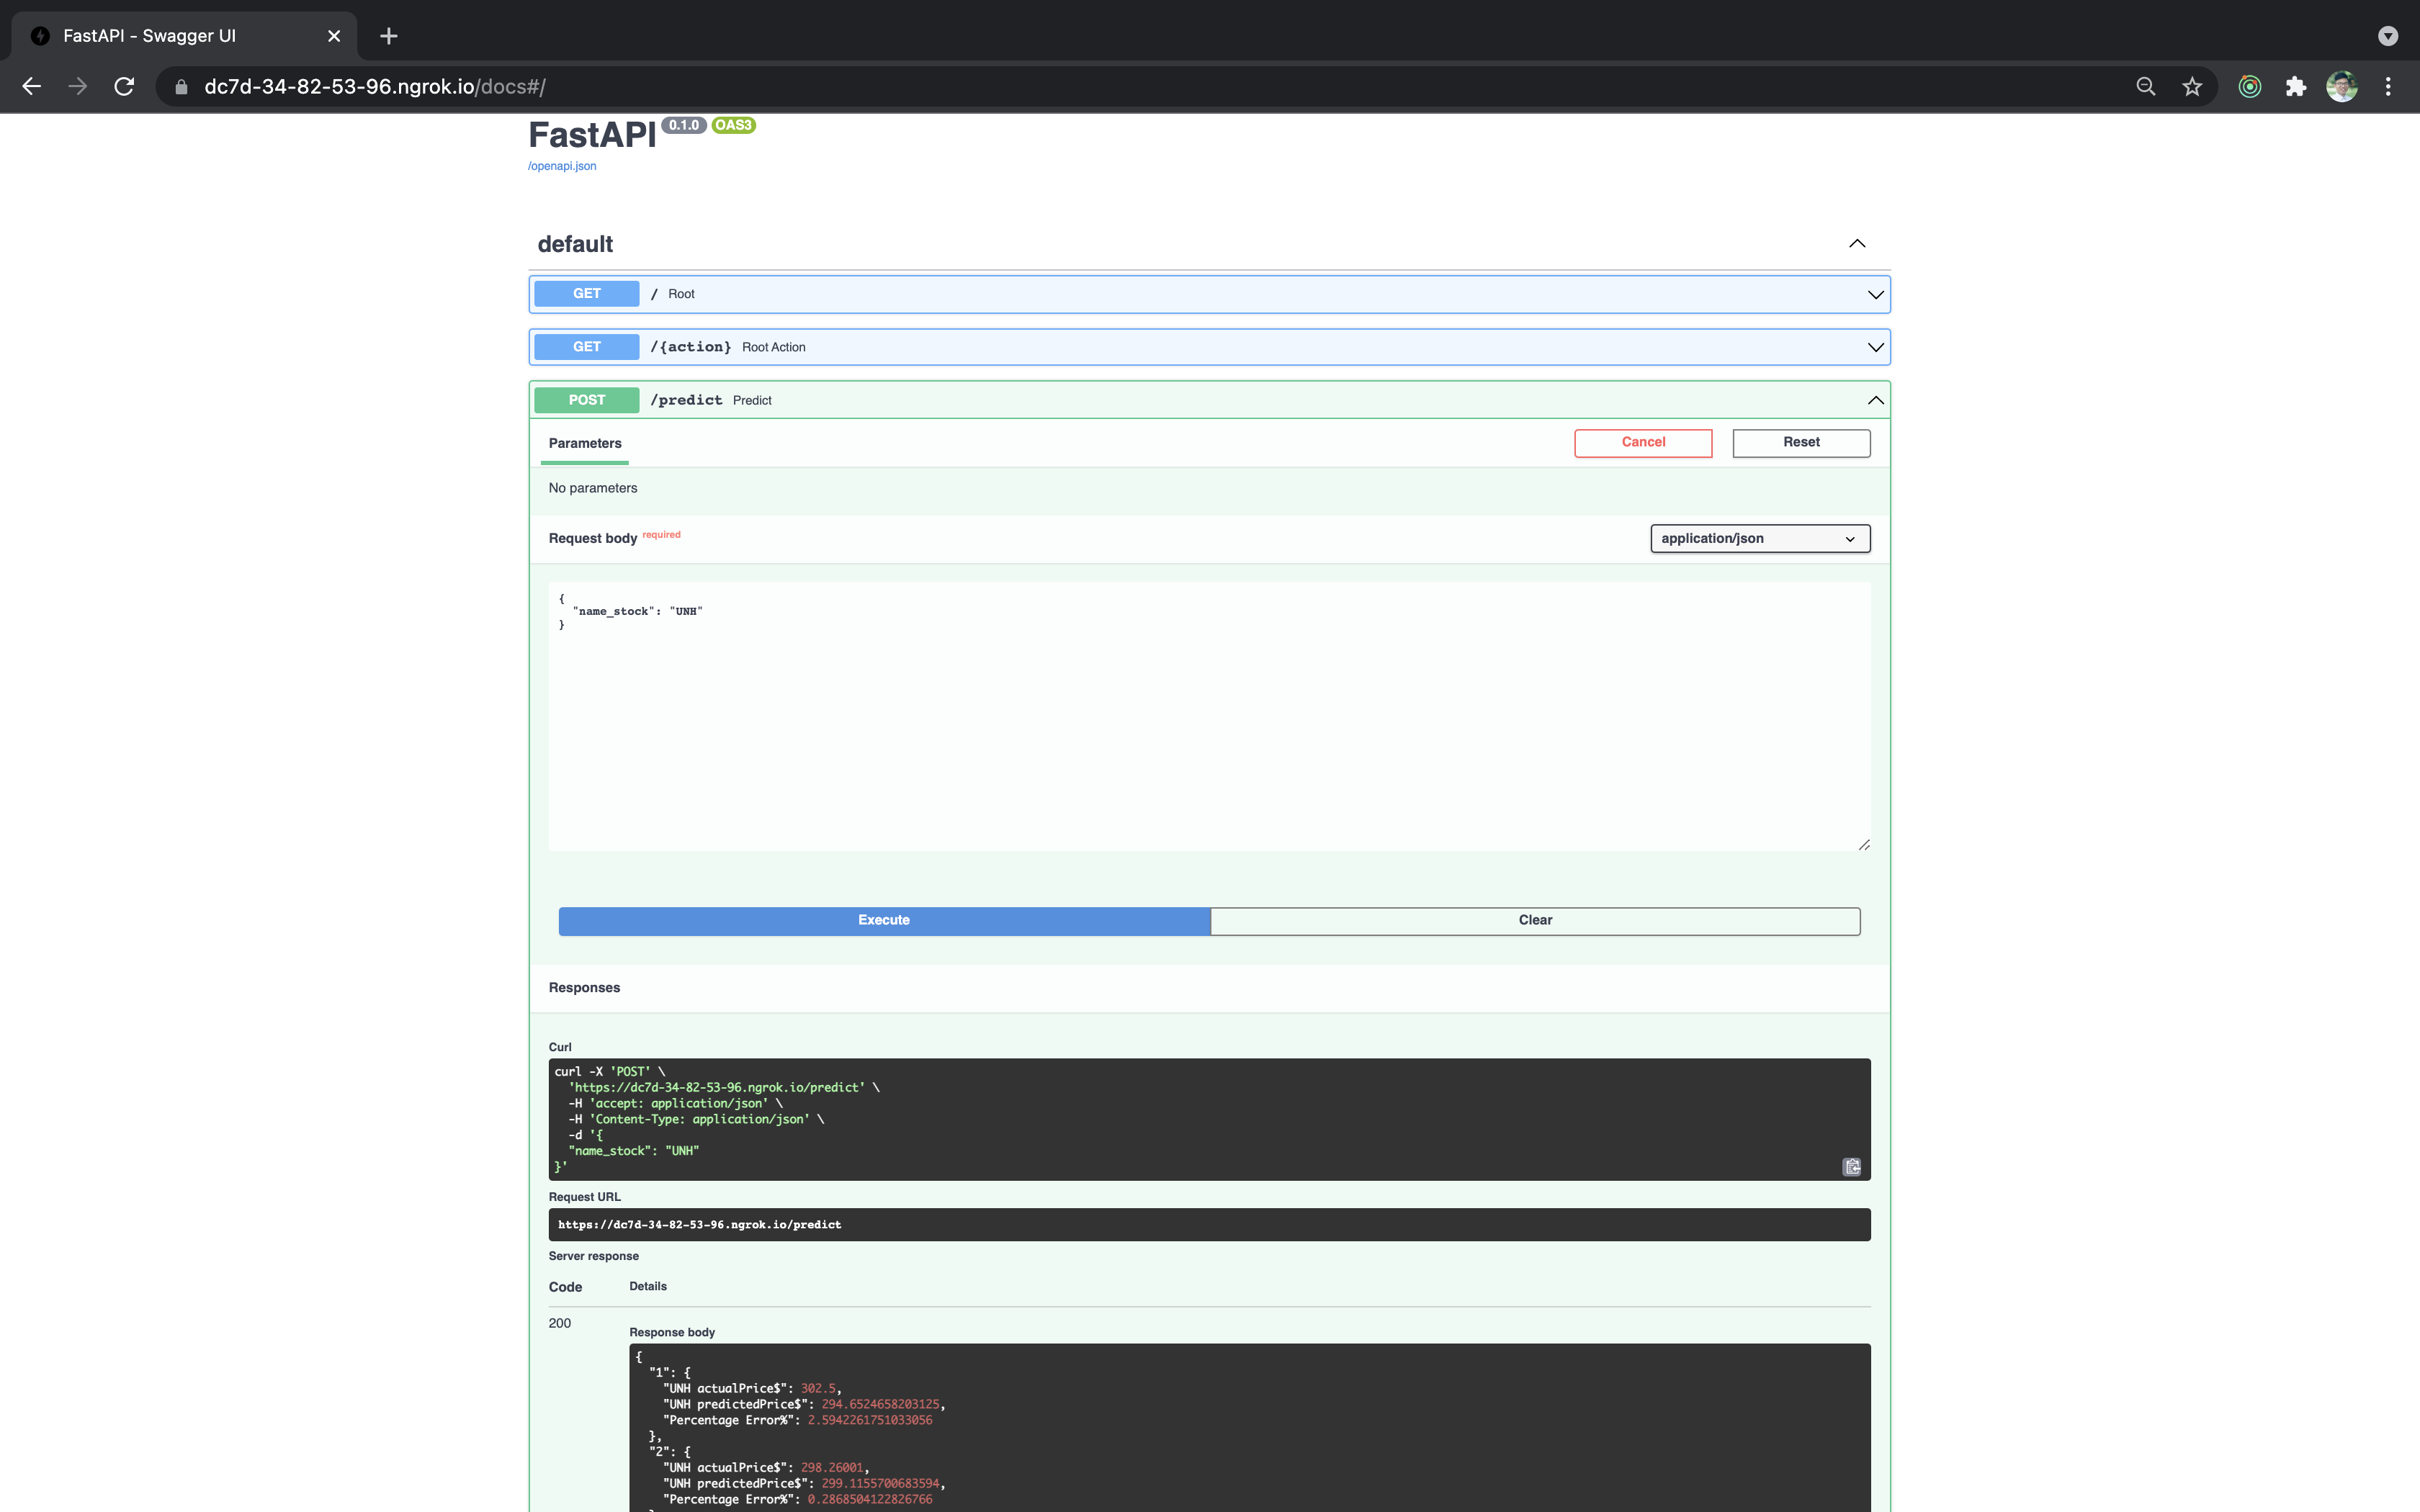 FastAPI - Swagger UI
dc7d-34-82-53-96.ngrok.io/docs#/
FastAPI 0.1.0 OAS3
/openapi.json
default
GET / Root
GET /{action} Root Action
POST /predict Predict
Parameters
Cancel
Reset
No parameters
Request body required
application/json
{
"name_stock": "UNH"
}
Execute
Clear
Responses
Curl
curl -X 'POST' \
'https://dc7d-34-82-53-96.ngrok.io/predict' \
-H 'accept: application/json' \
-H 'Content-Type: application/json' \
-d '{
"name_stock": "UNH"
}'
Request URL
https://dc7d-34-82-53-96.ngrok.io/predict
Server response
Code Details
200
Response body
{
"1": {
"UNH actualPrice$": 302.5,
"UNH predictedPrice$": 294.6524658203125,
"Percentage Error%": 2.5942261751033056
},
"2": {
"UNH actualPrice$": 298.26001,
"UNH predictedPrice$": 299.1155700683594,
"Percentage Error%": 0.2868504122826766